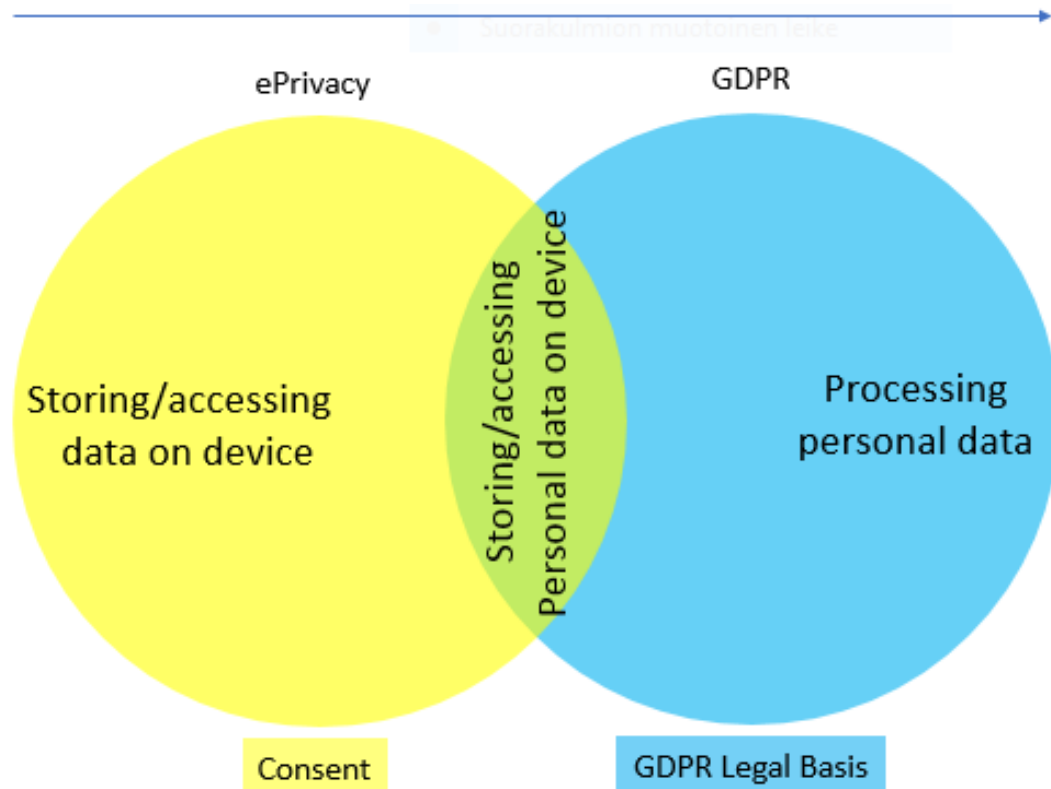 Suorakulmion muotoinen leike
ePrivacy
GDPR
Storing/accessing
data on device
Storing/accessing
Personal data on device
Processing
personal data
Consent
GDPR Legal Basis